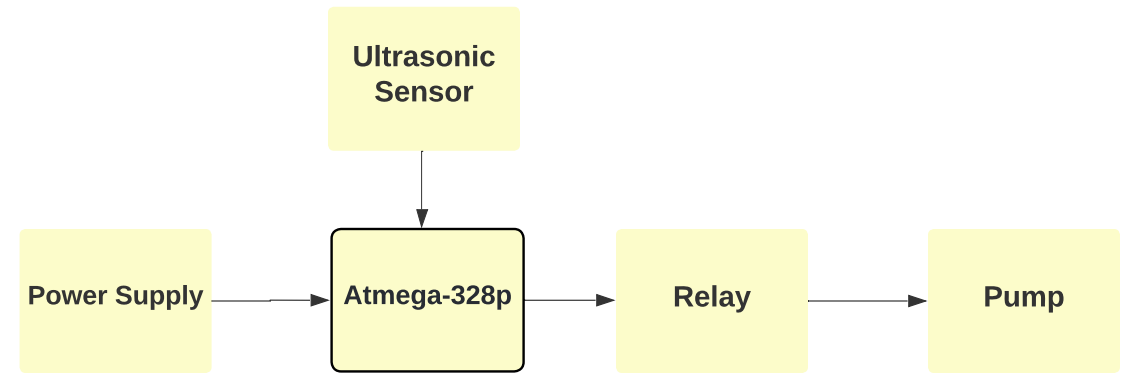 Ultrasonic
Sensor
Power Supply
Atmega-328p
Relay
Pump